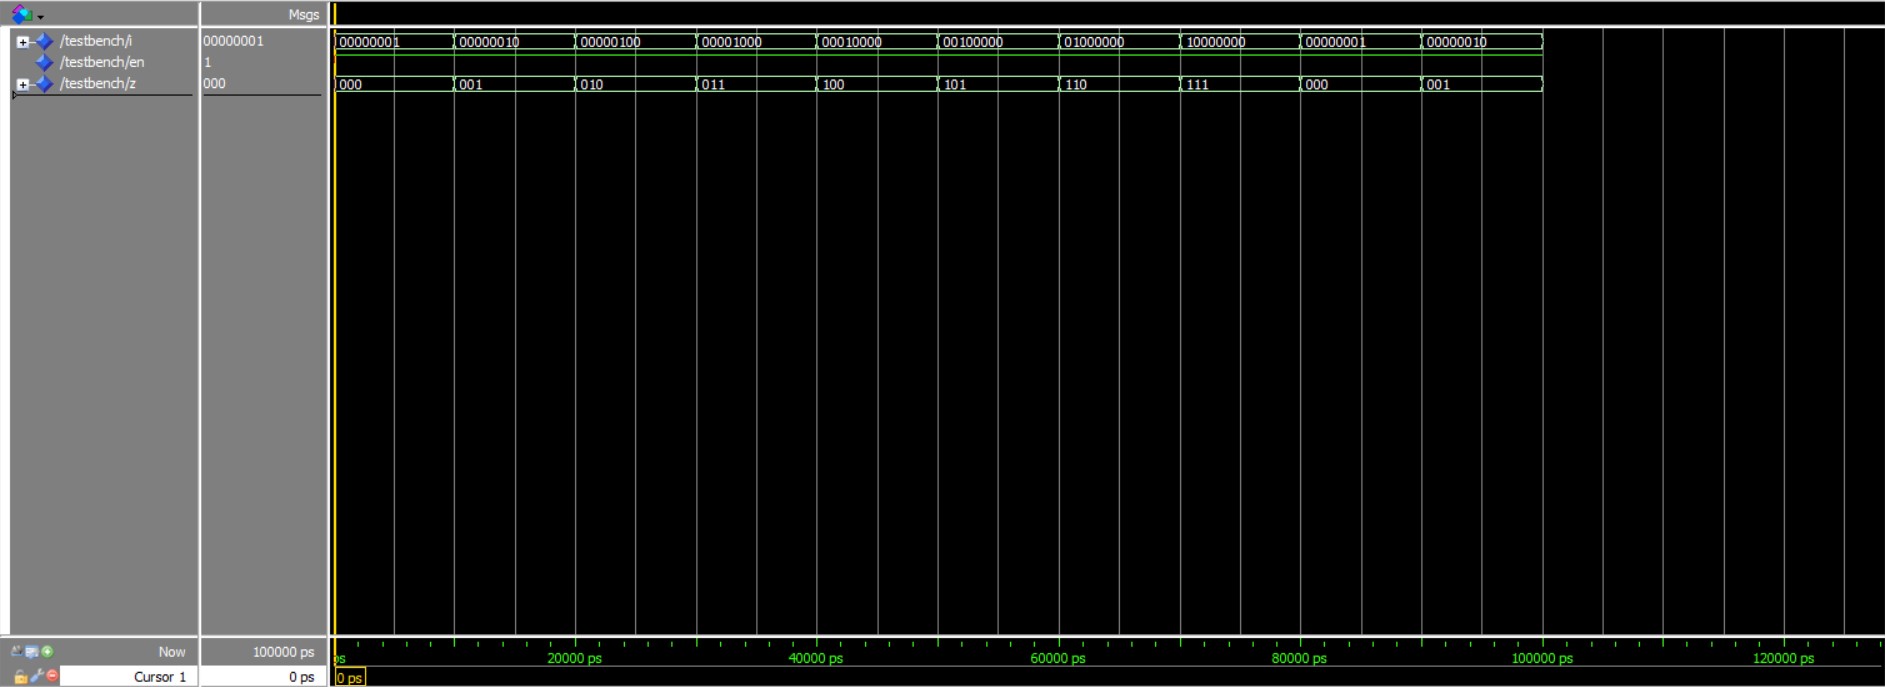 Msgs
/testbench/i 00000001 00000001 00000010 00000100 00001000 00010000 00100000 01000000 10000000 00000001 00000010
/testbench/en 1
/testbench/z 000 000 001 010 011 100 101 110 111 000 001
Now 100000 ps ps 20000 ps 40000 ps 60000 ps 80000 ps 100000 ps 120000 ps
Cursor 1 0 ps 0 ps